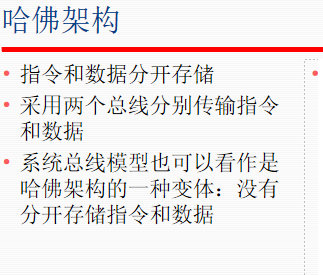 哈佛架构
指令和数据分开存储
采用两个总线分别传输指令
和数据
系统总线模型也可以看作是
哈佛架构的一种变体：没有
分开存储指令和数据